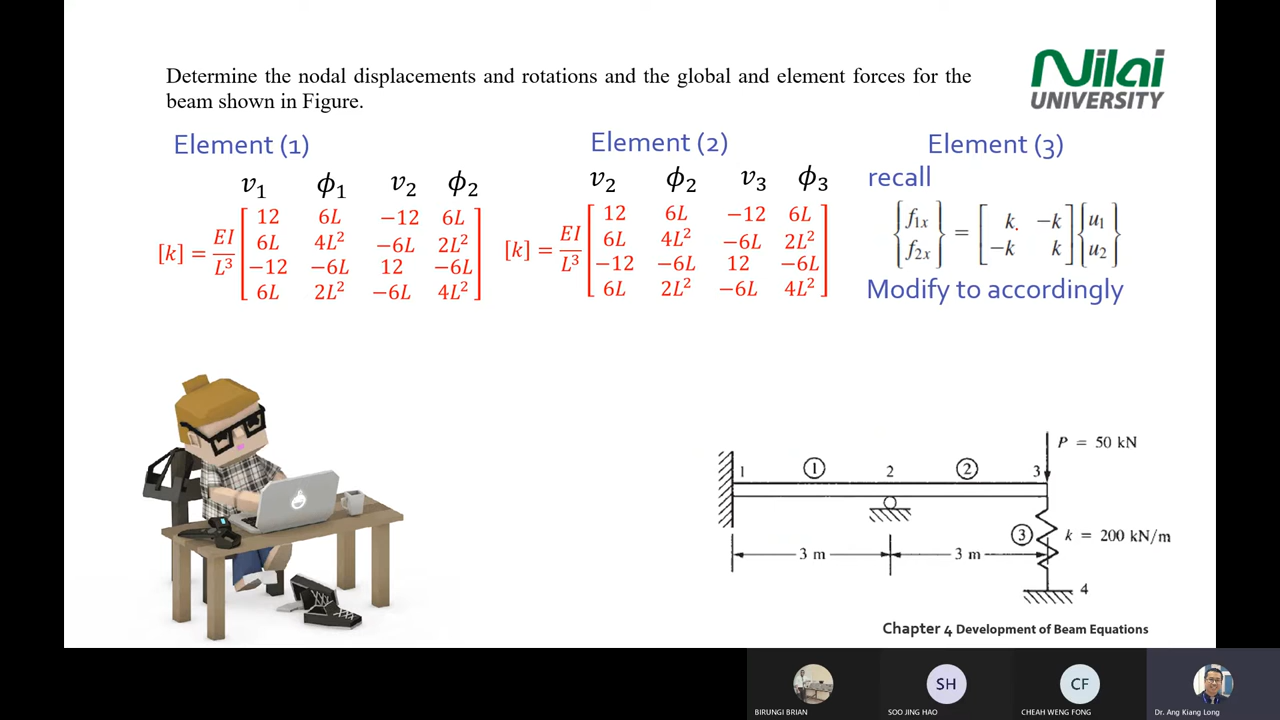 Determine the nodal displacements and rotations and the global and element forces for the
beam shown in Figure.
Nilai
UNIVERSITY
Element (1)
v₁ ϕ₁ v₂ ϕ₂
[k] = EI/L³ [12 6L −12 6L
6L 4L² −6L 2L²
−12 −6L 12 −6L
6L 2L² −6L 4L²]
Element (2)
v₂ ϕ₂ v₃ ϕ₃
[k] = EI/L³ [12 6L −12 6L
6L 4L² −6L 2L²
−12 −6L 12 −6L
6L 2L² −6L 4L²]
Element (3)
recall
{f₁ₓ} = [k −k] {u₁}
{f₂ₓ} [−k k] {u₂}
Modify to accordingly
P = 50 kN
1 ① 2 ② 3
③ k = 200 kN/m
3 m 3 m
4
Chapter 4 Development of Beam Equations
BIRUNGI BRIAN
SH
SOO JING HAO
CF
CHEAH WENG FONG
Dr. Ang Kiang Long